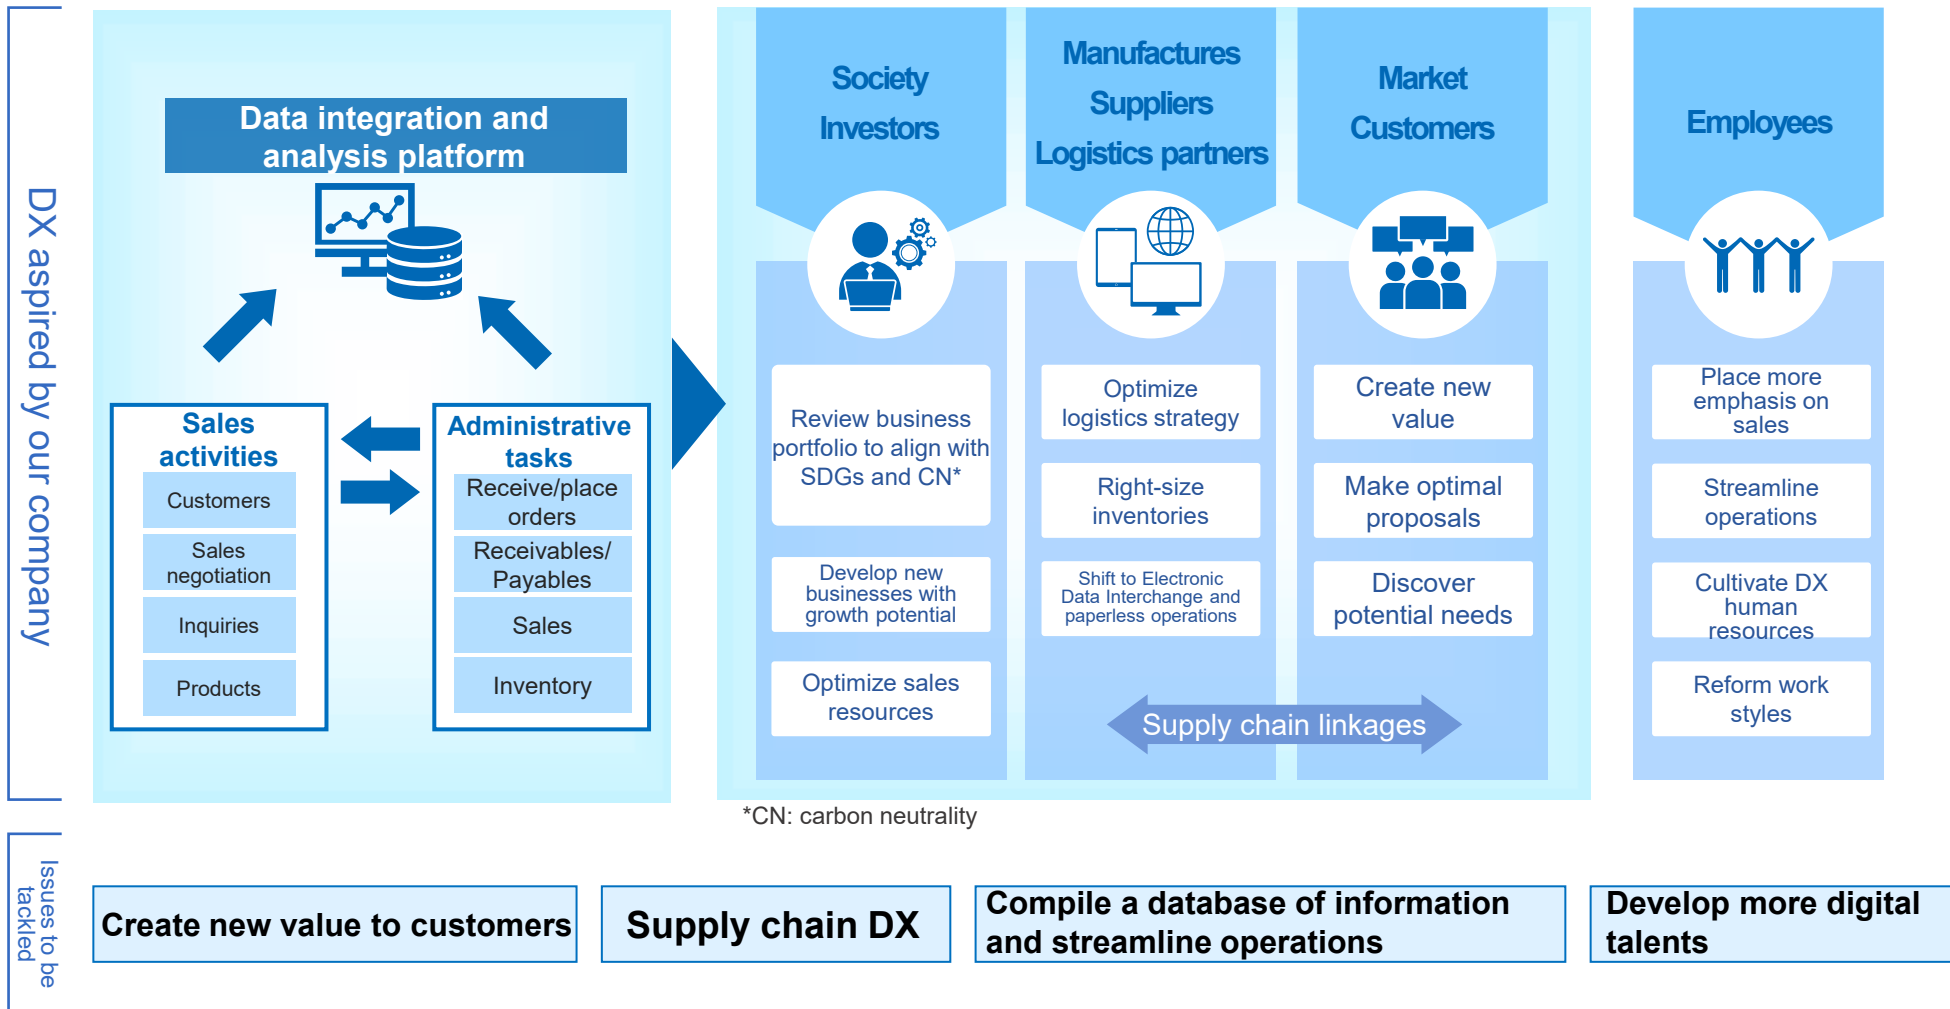 DX aspired by our company
Data integration and
analysis platform
Sales
activities
Customers
Sales
negotiation
Inquiries
Products
Administrative
tasks
Receive/place
orders
Receivables/
Payables
Sales
Inventory
Society
Investors
Review business
portfolio to align with
SDGs and CN*
Develop new
businesses with
growth potential
Optimize sales
resources
Manufactures
Suppliers
Logistics partners
Optimize
logistics strategy
Right-size
inventories
Shift to Electronic
Data Interchange and
paperless operations
Market
Customers
Create new
value
Make optimal
proposals
Discover
potential needs
Supply chain linkages
Employees
Place more
emphasis on
sales
Streamline
operations
Cultivate DX
human
resources
Reform work
styles
*CN: carbon neutrality
Issues to be
tackled
Create new value to customers
Supply chain DX
Compile a database of information
and streamline operations
Develop more digital
talents